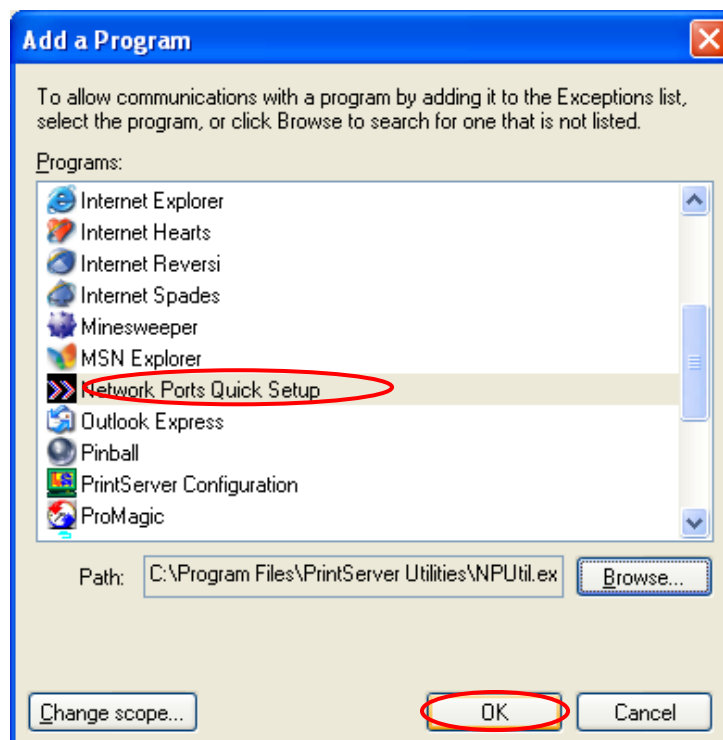 Add a Program
To allow communications with a program by adding it to the Exceptions list,
select the program, or click Browse to search for one that is not listed.
Programs:
Internet Explorer
Internet Hearts
Internet Reversi
Internet Spades
Minesweeper
MSN Explorer
Network Ports Quick Setup
Outlook Express
Pinball
PrintServer Configuration
ProMagic
Path: C:\Program Files\PrintServer Utilities\NPUtil.ex Browse...
Change scope... OK Cancel